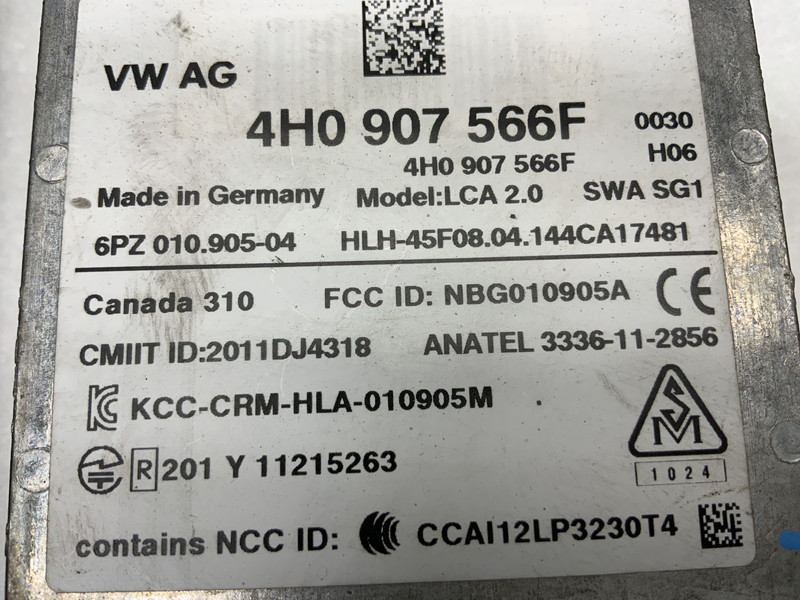 VW AG
4H0 907 566F 0030
4H0 907 566F H06
Made in Germany Model:LCA 2.0 SWA SG1
6PZ 010.905-04 HLH-45F08.04.144CA17481
Canada 310 FCC ID: NBG010905A CE
CMIIT ID:2011DJ4318 ANATEL 3336-11-2856
KC KCC-CRM-HLA-010905M
R 201 Y 11215263
SM
1024
contains NCC ID: CCAI12LP3230T4